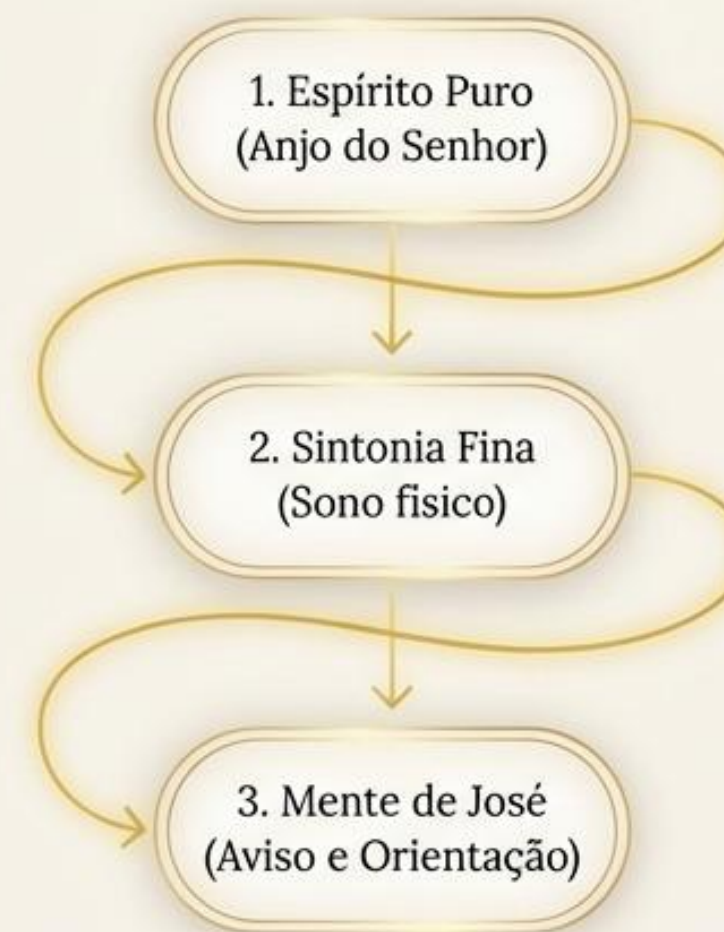 1. Espírito Puro
(Anjo do Senhor)
2. Sintonia Fina
(Sono fisico)
3. Mente de José
(Aviso e Orientação)